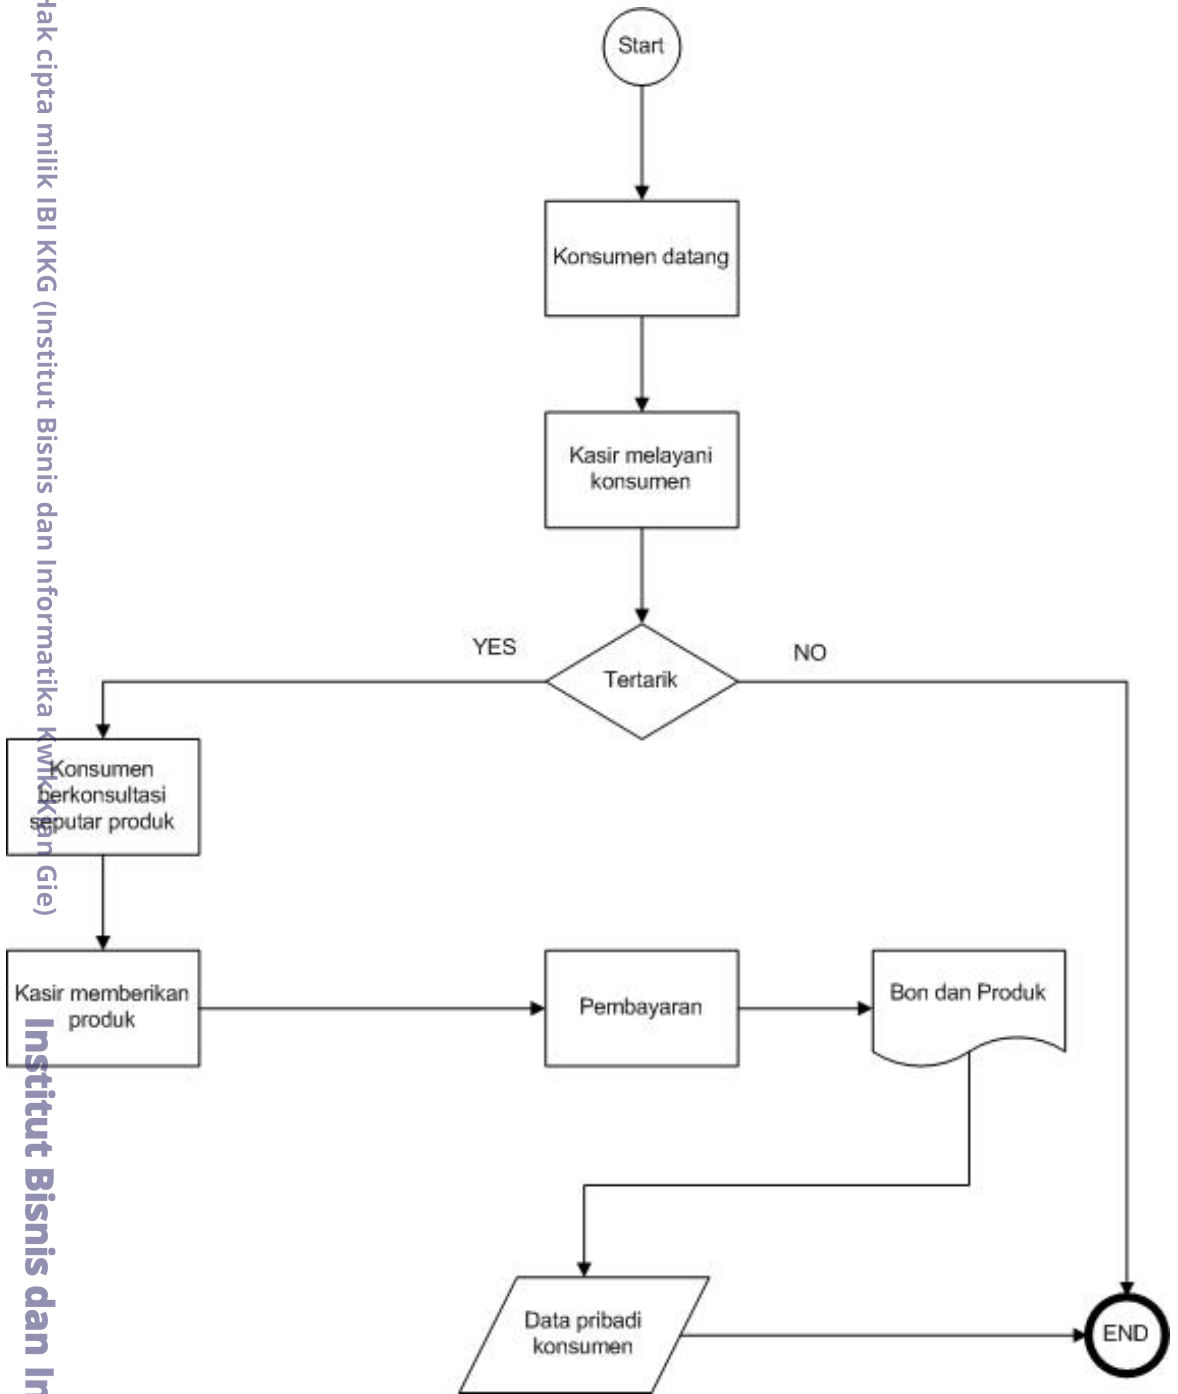 Start
Konsumen datang
Kasir melayani
konsumen
YES
NO
Tertarik
Konsumen
berkonsultasi
seputar produk
Kasir memberikan
produk
Pembayaran
Bon dan Produk
Data pribadi
konsumen
END
Hak cipta milik IBI KKG (Institut Bisnis dan Informatika Kwik Kian Gie)
Institut Bisnis dan In